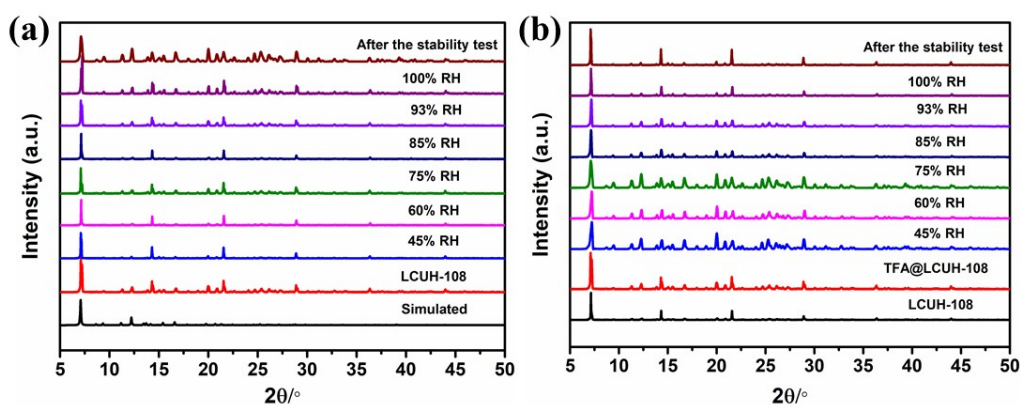 (a)
After the stability test
100% RH
93% RH
85% RH
75% RH
60% RH
45% RH
LCUH-108
Simulated
Intensity (a.u.)
5 10 15 20 25 30 35 40 45 50
2θ/°
(b)
After the stability test
100% RH
93% RH
85% RH
75% RH
60% RH
45% RH
TFA@LCUH-108
LCUH-108
Intensity (a.u.)
5 10 15 20 25 30 35 40 45 50
2θ/°